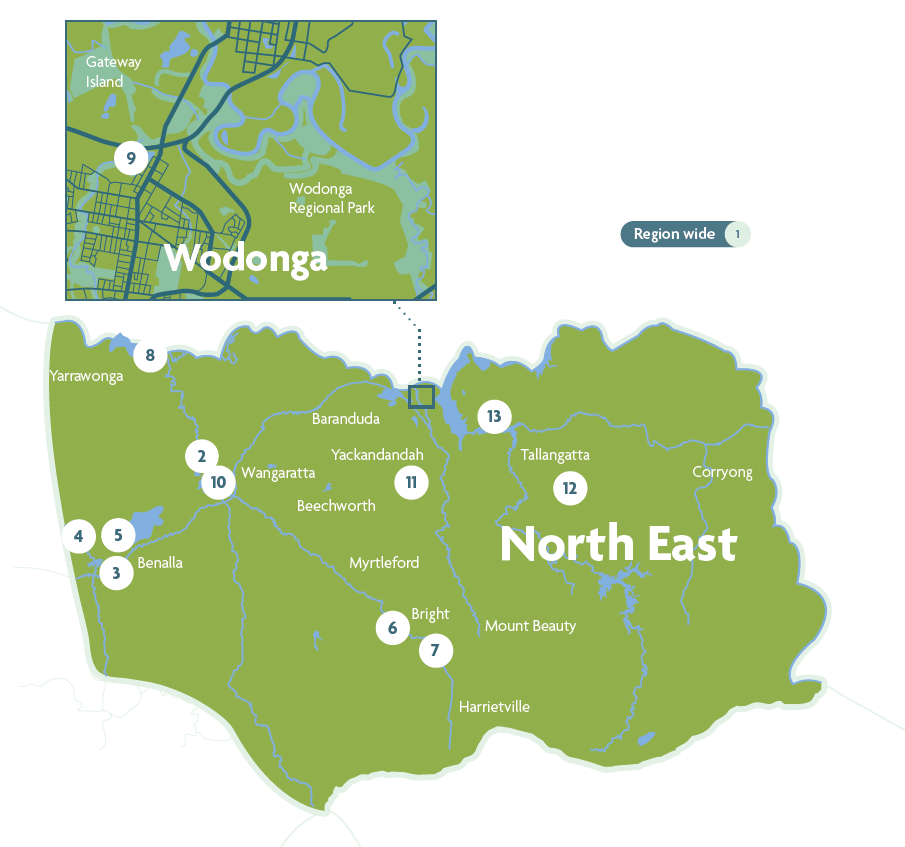 Gateway
Island
9
Wodonga
Regional Park
Wodonga
Region wide 1
8
Yarrawonga
Baranduda
13
2
Yackandandah
Tallangatta
10
Wangaratta
11
12
Corryong
Beechworth
4
5
North East
3
Benalla
Myrtleford
6
Bright
Mount Beauty
7
Harrietville